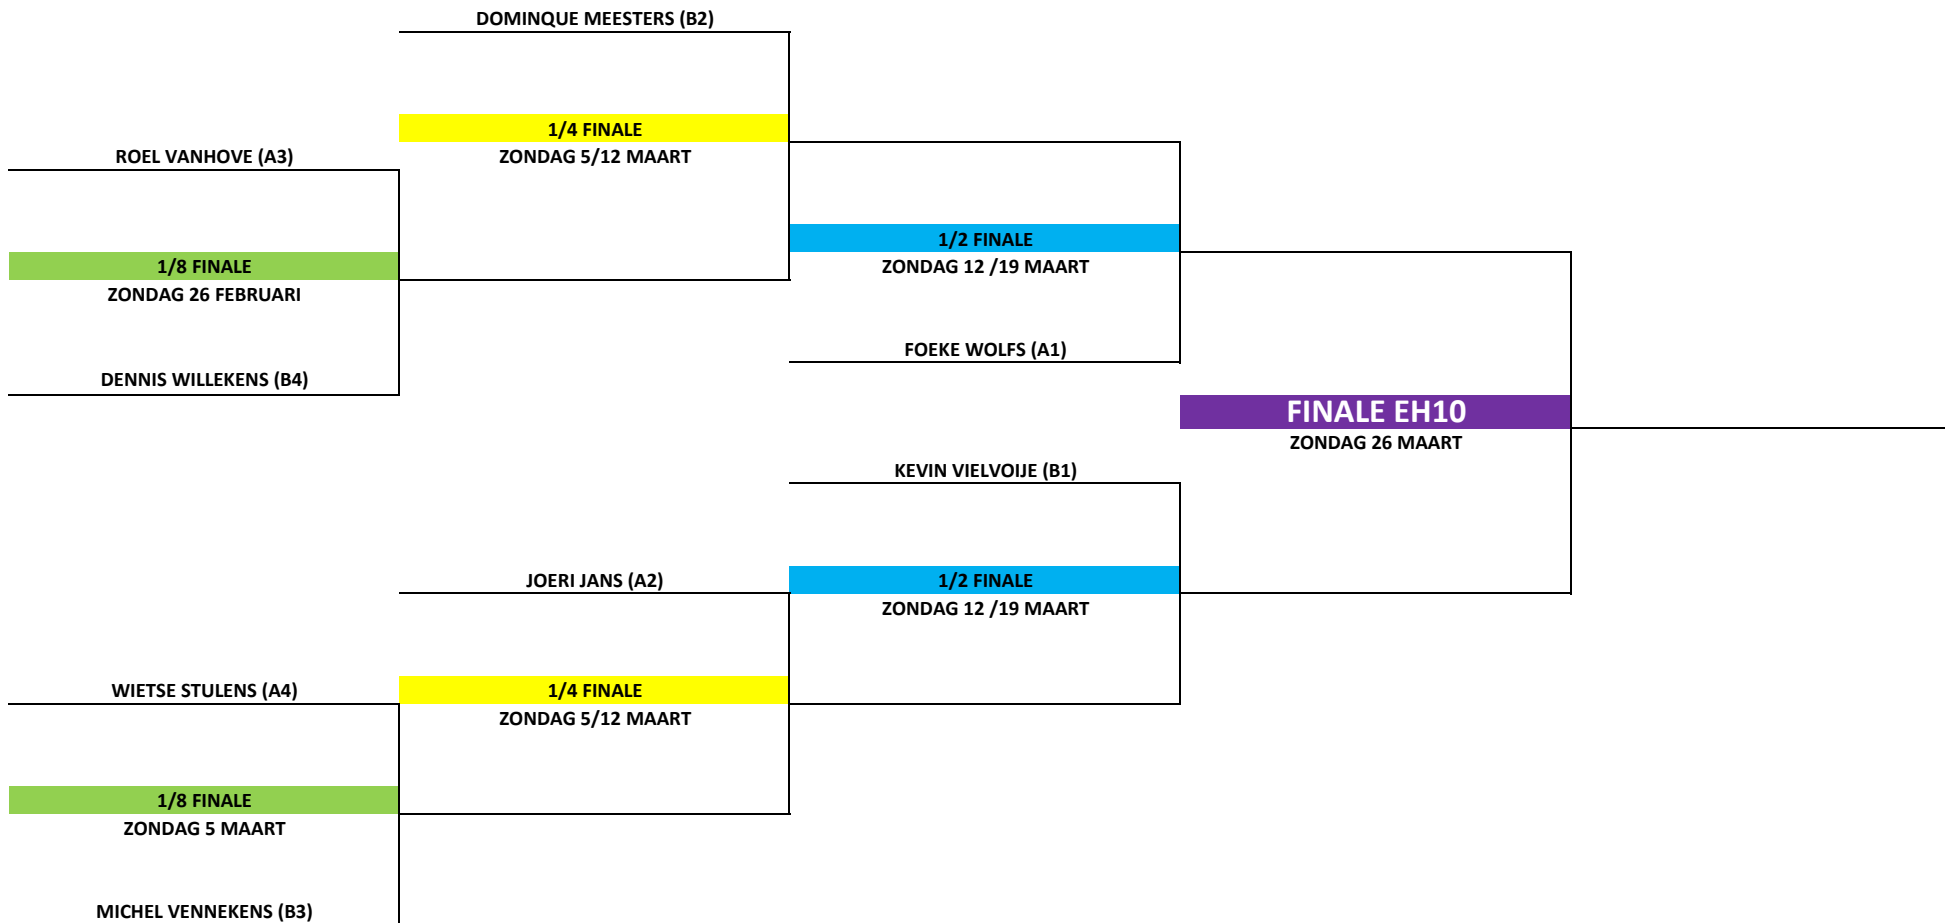 DOMINQUE MEESTERS (B2)
1/4 FINALE
ROEL VANHOVE (A3)
ZONDAG 5/12 MAART
1/2 FINALE
1/8 FINALE
ZONDAG 12 /19 MAART
ZONDAG 26 FEBRUARI
FOEKE WOLFS (A1)
DENNIS WILLEKENS (B4)
FINALE EH10
ZONDAG 26 MAART
KEVIN VIELVOIJE (B1)
JOERI JANS (A2)
1/2 FINALE
ZONDAG 12 /19 MAART
WIETSE STULENS (A4)
1/4 FINALE
ZONDAG 5/12 MAART
1/8 FINALE
ZONDAG 5 MAART
MICHEL VENNEKENS (B3)